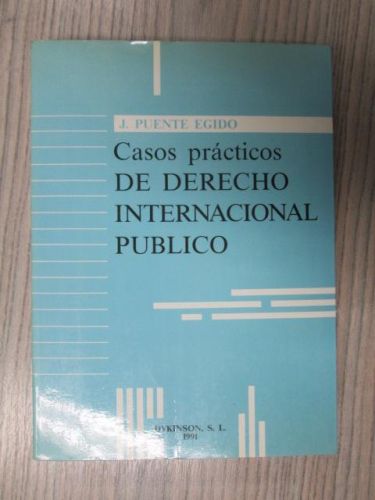 J. PUENTE EGIDO
Casos prácticos
DE DERECHO
INTERNACIONAL
PUBLICO
DYKINSON, S. L.
1991